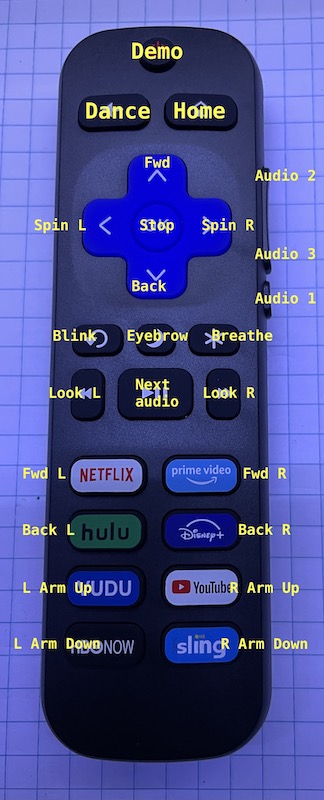 Demo
Dance Home
Fwd
Audio 2
Spin L Stop Spin R
Audio 3
Back
Audio 1
Blink Eyebrow Breathe
Look L Next audio Look R
Fwd L NETFLIX prime video Fwd R
Back L hulu Disney+ Back R
L Arm Up VUDU YouTube R Arm Up
L Arm Down HBONOW sling R Arm Down